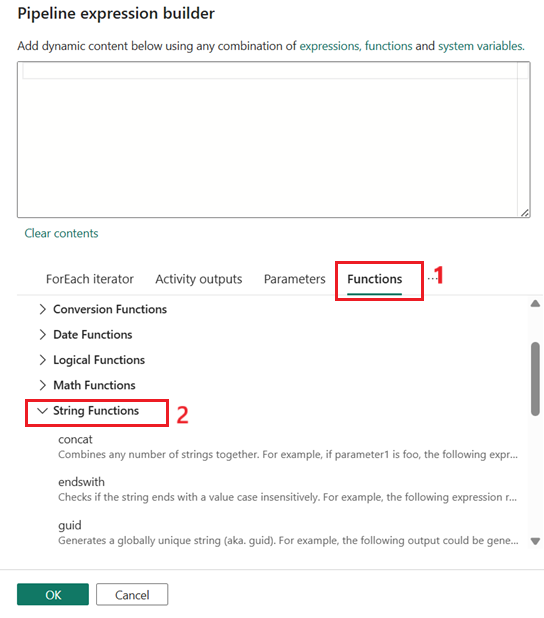 Pipeline expression builder
Add dynamic content below using any combination of expressions, functions and system variables.
Clear contents
ForEach iterator Activity outputs Parameters Functions ... 1
Conversion Functions
Date Functions
Logical Functions
Math Functions
String Functions 2
concat
Combines any number of strings together. For example, if parameter1 is foo, the following expr...
endswith
Checks if the string ends with a value case insensitively. For example, the following expression r...
guid
Generates a globally unique string (aka. guid). For example, the following output could be gene...
OK Cancel